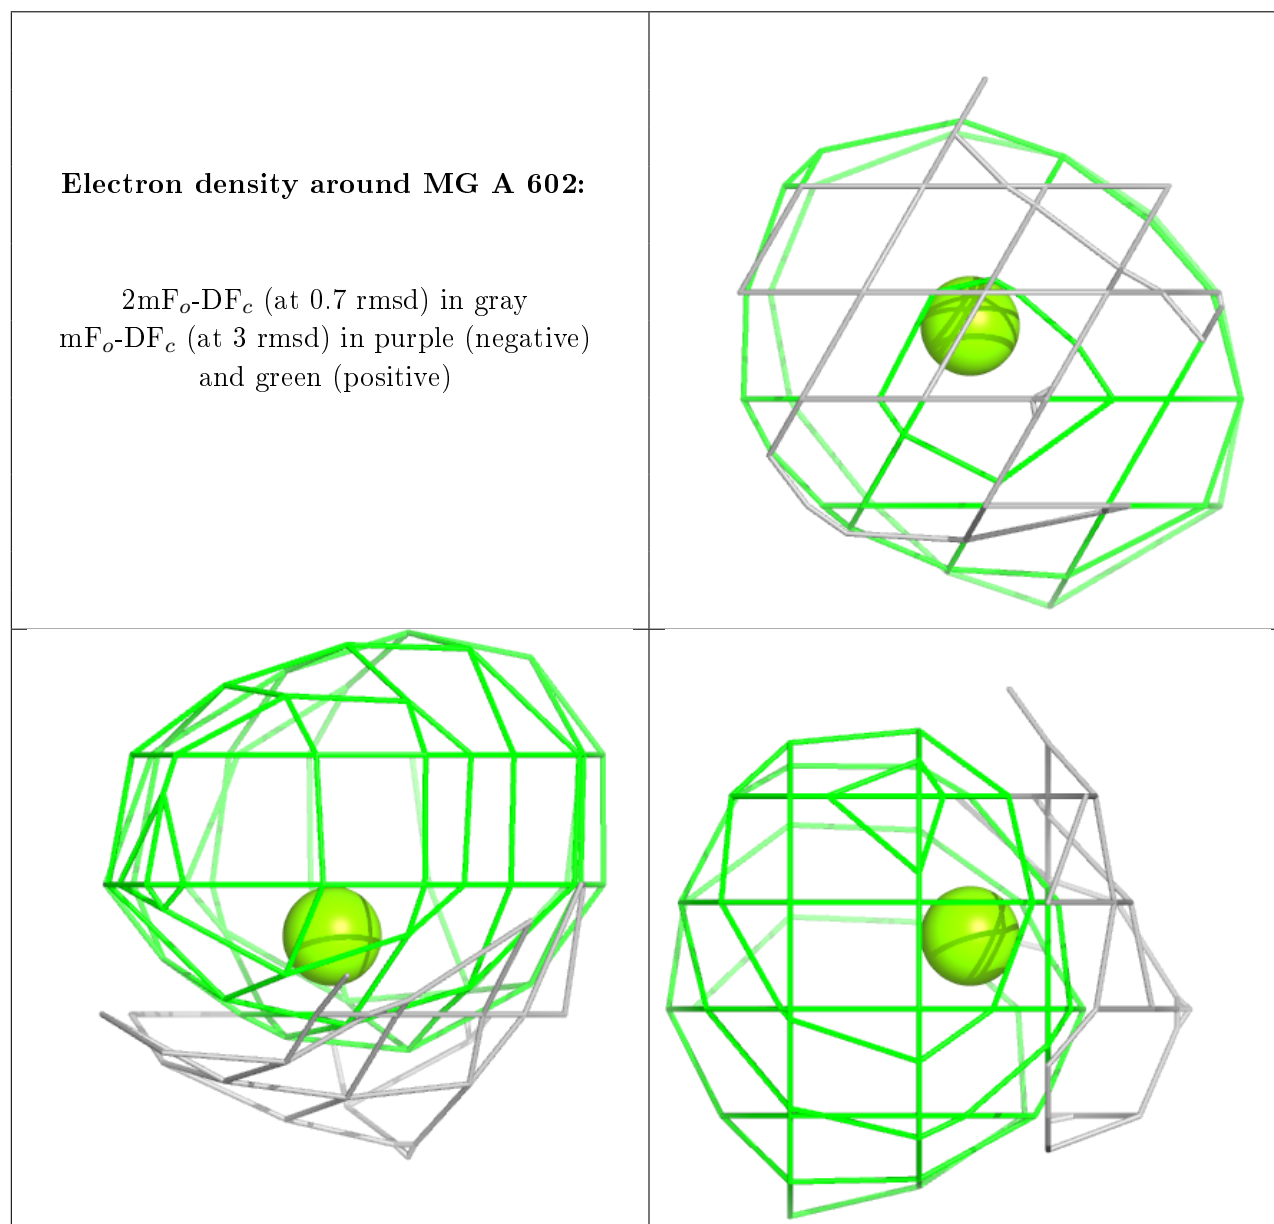 Electron density around MG A 602:
2mFo-DFc (at 0.7 rmsd) in gray
mFo-DFc (at 3 rmsd) in purple (negative)
and green (positive)